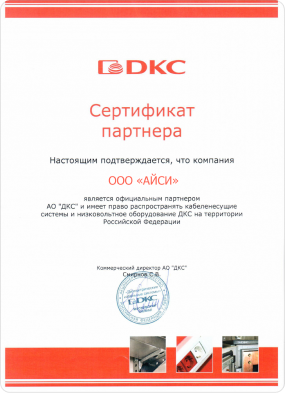 DKC
Сертификат
партнера
Настоящим подтверждается, что компания
ООО «АЙСИ»
является официальным партнером
АО "ДКС" и имеет право распространять кабеленесущие
системы и низковольтное оборудование ДКС на территории
Российской Федерации
Коммерческий директор АО "ДКС"
Смирнов С.В.
DKC